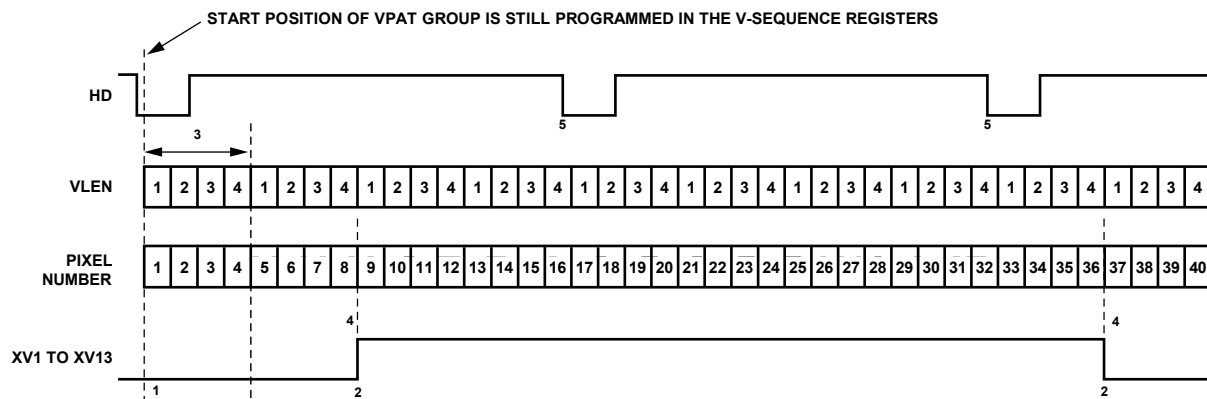 START POSITION OF VPAT GROUP IS STILL PROGRAMMED IN THE V-SEQUENCE REGISTERS
HD
5 5
3
VLEN 1 2 3 4 1 2 3 4 1 2 3 4 1 2 3 4 1 2 3 4 1 2 3 4 1 2 3 4 1 2 3 4 1 2 3 4 1 2 3 4
PIXEL
NUMBER
1 2 3 4 5 6 7 8 9 10 11 12 13 14 15 16 17 18 19 20 21 22 23 24 25 26 27 28 29 30 31 32 33 34 35 36 37 38 39 40
4 4
XV1 TO XV13
1 2 2